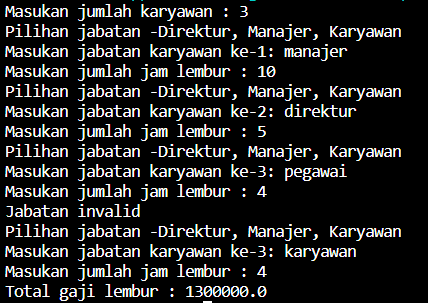 Masukan jumlah karyawan : 3
Pilihan jabatan -Direktur, Manajer, Karyawan
Masukan jabatan karyawan ke-1: manajer
Masukan jumlah jam lembur : 10
Pilihan jabatan -Direktur, Manajer, Karyawan
Masukan jabatan karyawan ke-2: direktur
Masukan jumlah jam lembur : 5
Pilihan jabatan -Direktur, Manajer, Karyawan
Masukan jabatan karyawan ke-3: pegawai
Masukan jumlah jam lembur : 4
Jabatan invalid
Pilihan jabatan -Direktur, Manajer, Karyawan
Masukan jabatan karyawan ke-3: karyawan
Masukan jumlah jam lembur : 4
Total gaji lembur : 1300000.0